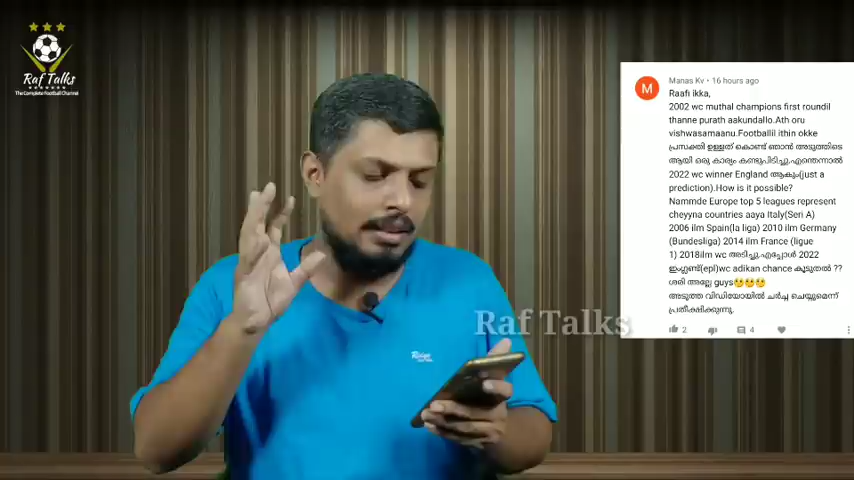 Raf Talks
The Complete Football Channel
Manas Kv • 16 hours ago
M
Raafi ikka,
2002 wc muthal champions first roundil
thanne purath aakundallo.Ath oru
vishwasamaanu.Footballil ithin okke
പ്രസക്തി ഉള്ളത് കൊണ്ട് ഞാൻ അടുത്തിടെ
ആയി ഒരു കാര്യം കണ്ടുപിടിച്ചു.എന്തെന്നാൽ
2022 wc winner England ആകും(just a
prediction).How is it possible?
Nammde Europe top 5 leagues represent
cheyyna countries aaya Italy(Seri A)
2006 ilm Spain(la liga) 2010 ilm Germany
(Bundesliga) 2014 ilm France (ligue
1) 2018ilm wc അടിച്ചു.എപ്പോൾ 2022
ഇംഗ്ലണ്ട്(epl)wc adikan chance കൂടുതൽ ??
ശരി അല്ലേ guys🤔🤔🤔
അടുത്ത വിഡിയോയിൽ ചർച്ച ചെയ്യുമെന്ന്
പ്രതീക്ഷിക്കുന്നു.
2
4
Raf Talks